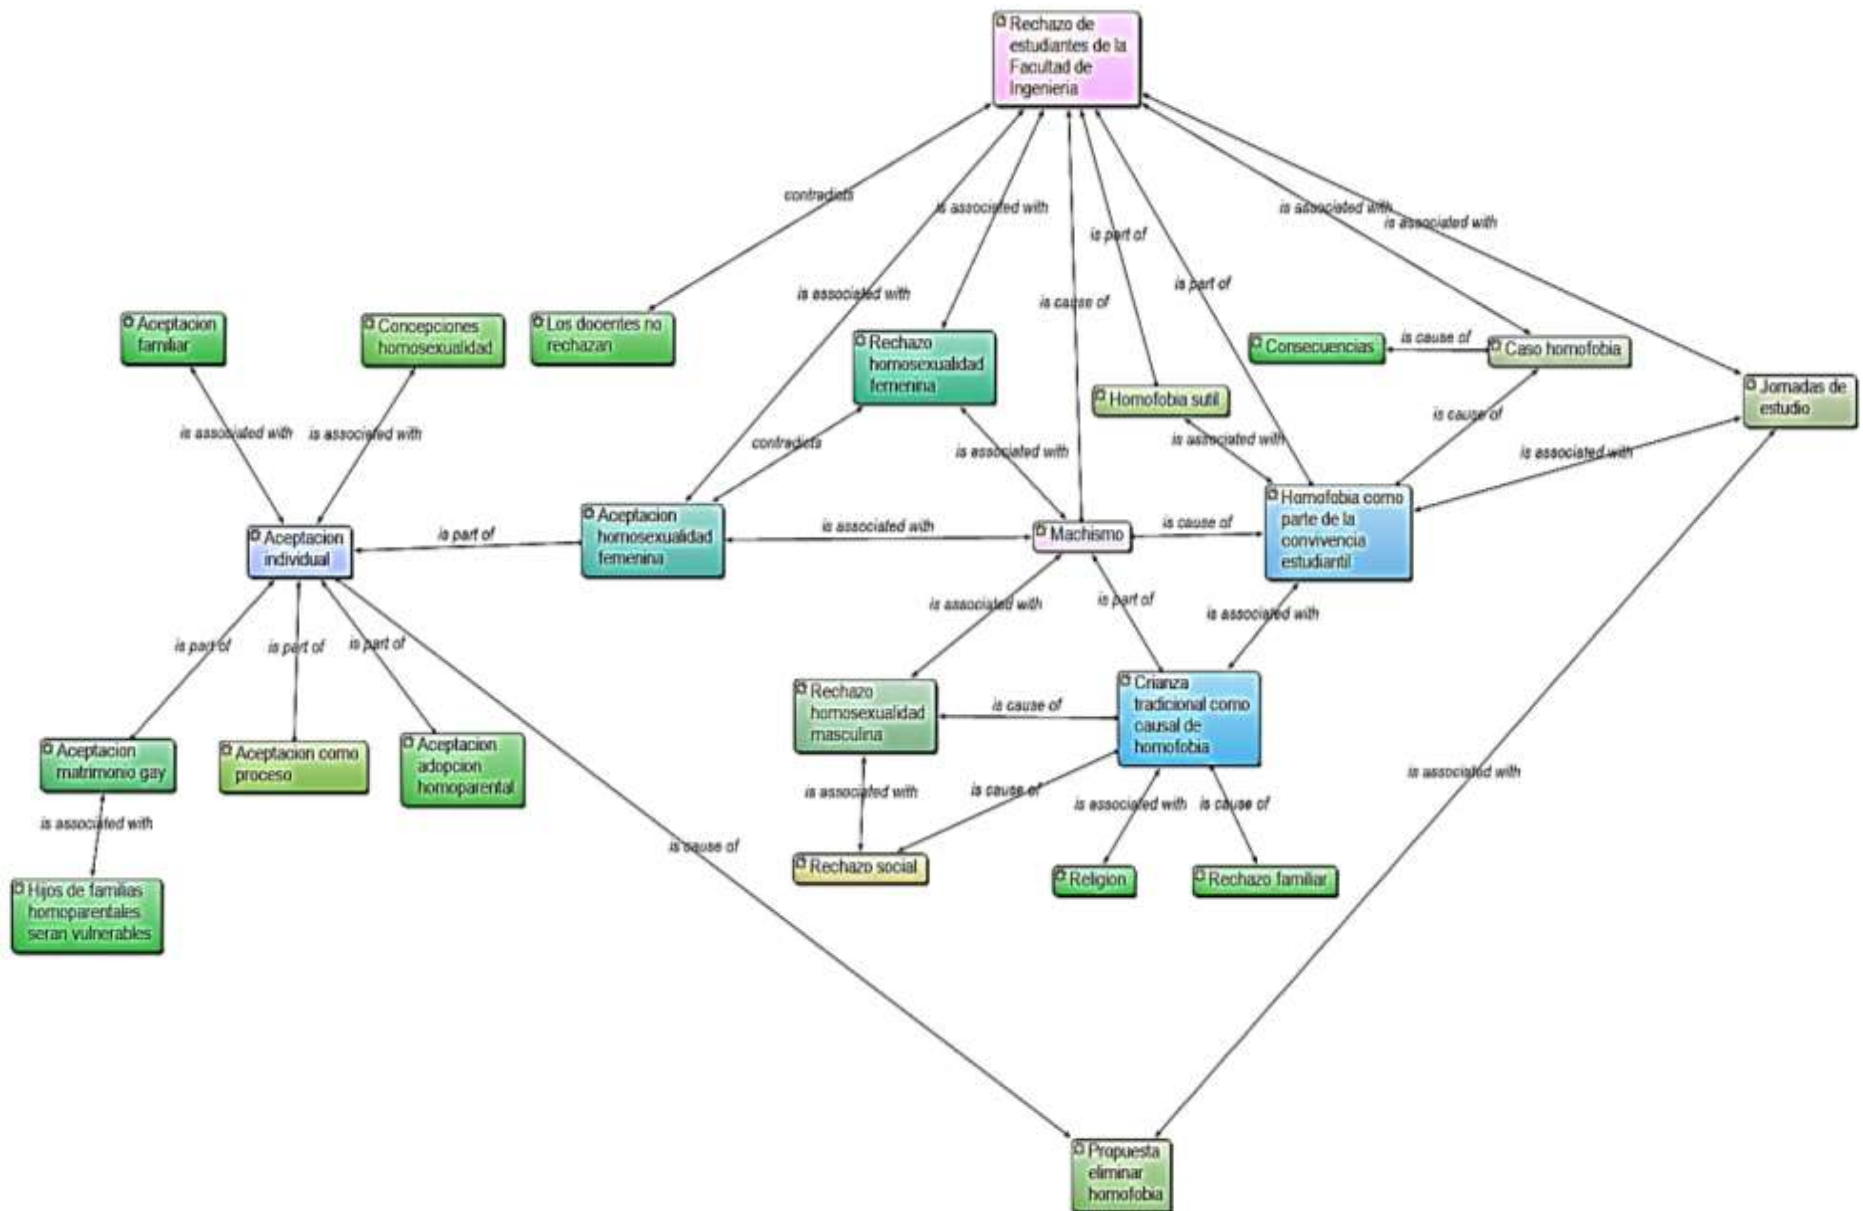 Rechazo de
estudiantes de la
Facultad de
Ingenieria
contradicts
is associated with
is associated with
is associated with
is part of
is part of
is associated with
is cause of
Aceptacion
familiar
Concepciones
homosexualidad
Los docentes no
rechazan
Rechazo
homosexualidad
femenina
Consecuencias
is cause of
Caso homofobia
Homofobia sutil
Jornadas de
estudio
is associated with
is associated with
contradicts
is associated with
is associated with
is cause of
is associated with
Aceptacion
individual
is part of
Aceptacion
homosexualidad
femenina
is associated with
Machismo
is cause of
Homofobia como
parte de la
convivencia
estudiantil
is associated with
is part of
is associated with
is part of
is part of
is part of
Rechazo
homosexualidad
masculina
is cause of
Crianza
tradicional como
causal de
homofobia
Aceptacion
matrimonio gay
Aceptacion como
proceso
Aceptacion
adopcion
homoparental
is associated with
is associated with
is cause of
is associated with
is cause of
is associated with
is cause of
Rechazo social
Religion
Rechazo familiar
Hijos de familias
homoparentales
seran vulnerables
Propuesta
eliminar
homofobia